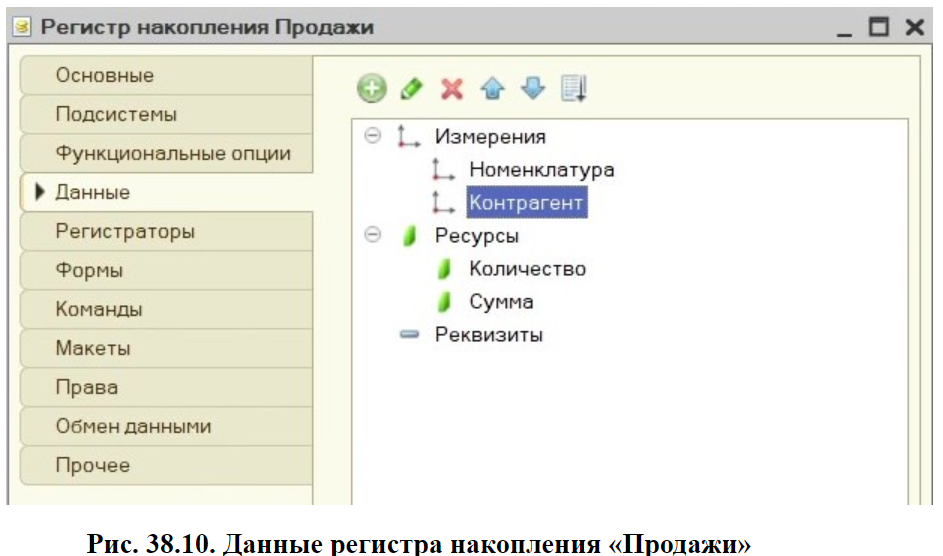 Регистр накопления Продажи
Основные
Подсистемы
Функциональные опции
Данные
Регистраторы
Формы
Команды
Макеты
Права
Обмен данными
Прочее
Измерения
Номенклатура
Контрагент
Ресурсы
Количество
Сумма
Реквизиты
Рис. 38.10. Данные регистра накопления «Продажи»